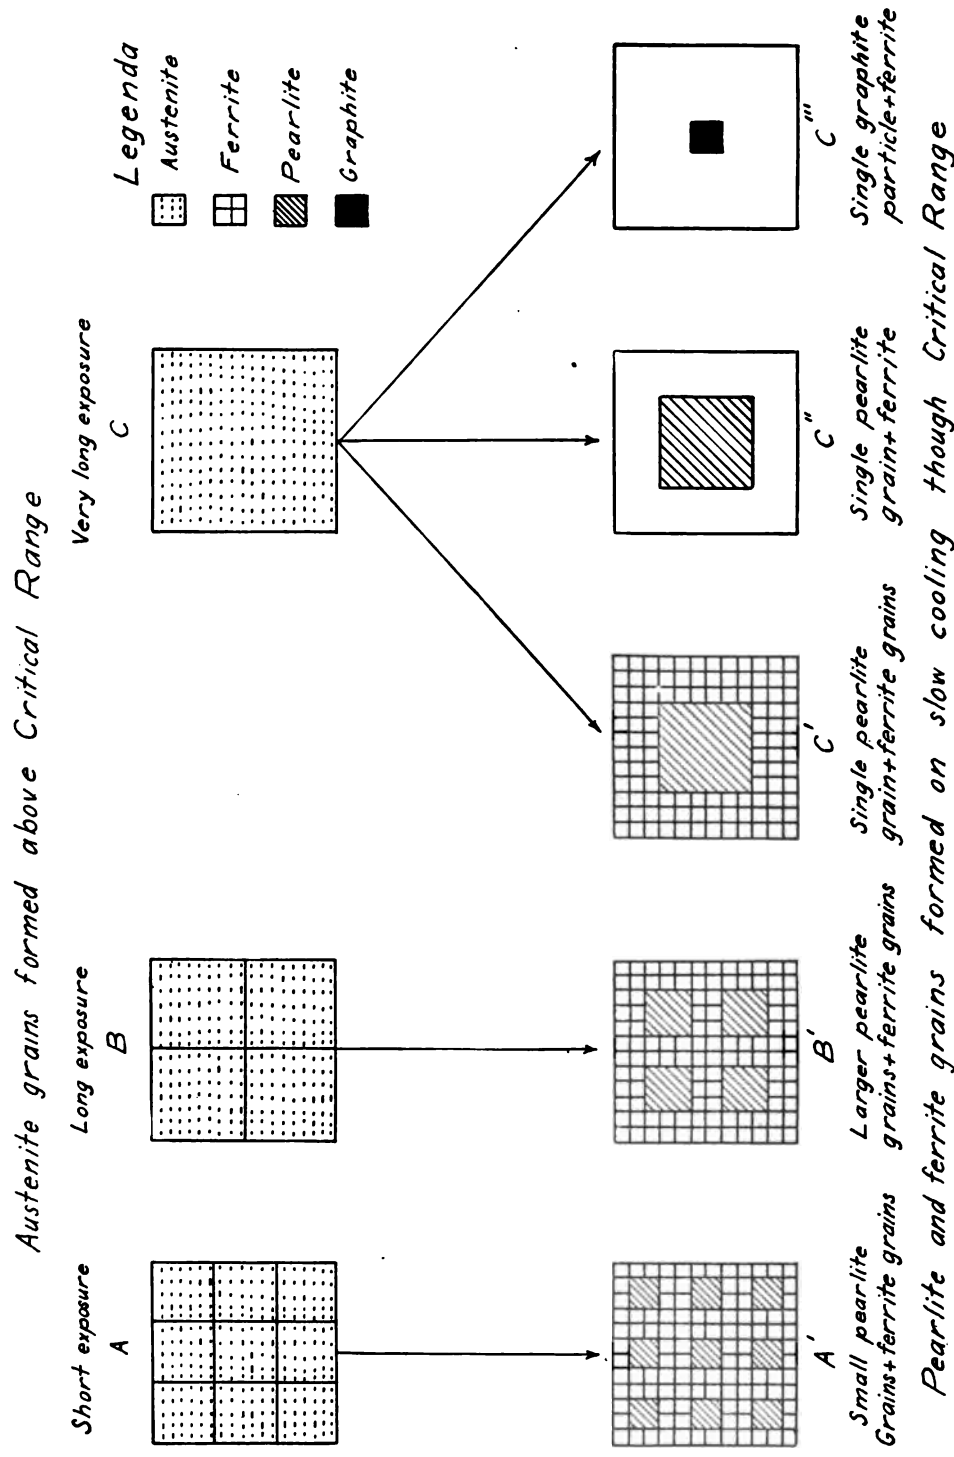 Austenite grains formed above Critical Range
Short exposure
A
Long exposure
B
Very long exposure
C
Legenda
Austenite
Ferrite
Pearlite
Graphite
A'
Small pearlite
Grains+ferrite grains
B'
Larger pearlite
grains+ferrite grains
C'
Single pearlite
grain+ferrite grains
C''
Single pearlite
grain+ferrite
C'''
Single graphite
particle+ferrite
Pearlite and ferrite grains formed on slow cooling though Critical Range